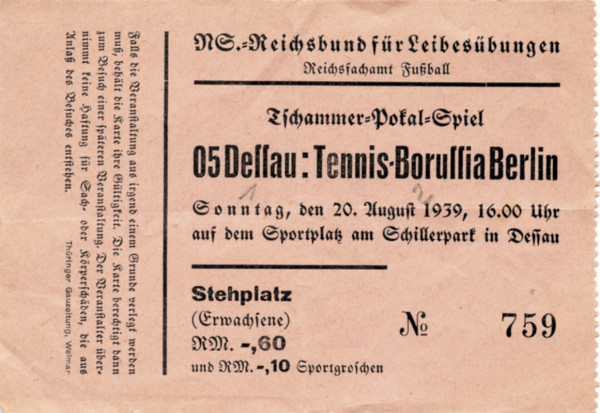 NS.-Reichsbund für Leibesübungen
Reichsfachamt Fußball
Tschammer-Pokal-Spiel
05 Dessau : Tennis-Borussia Berlin
1 2
Sonntag, den 20. August 1939, 16.00 Uhr
auf dem Sportplatz am Schillerpark in Dessau
Stehplatz
(Erwachsene)
RM. -,60
und RM. -,10 Sportgroschen
№ 759
Falls die Veranstaltung aus irgend einem Grunde verlegt werden
muß, behält die Karte ihre Gültigkeit. Die Karte berechtigt dann
zum Besuch einer späteren Veranstaltung. Der Veranstalter über-
nimmt keine Haftung für Sach- oder Körperschäden, die aus
Anlaß des Besuches entstehen.
Thüringer Gauzeitung, Weimar